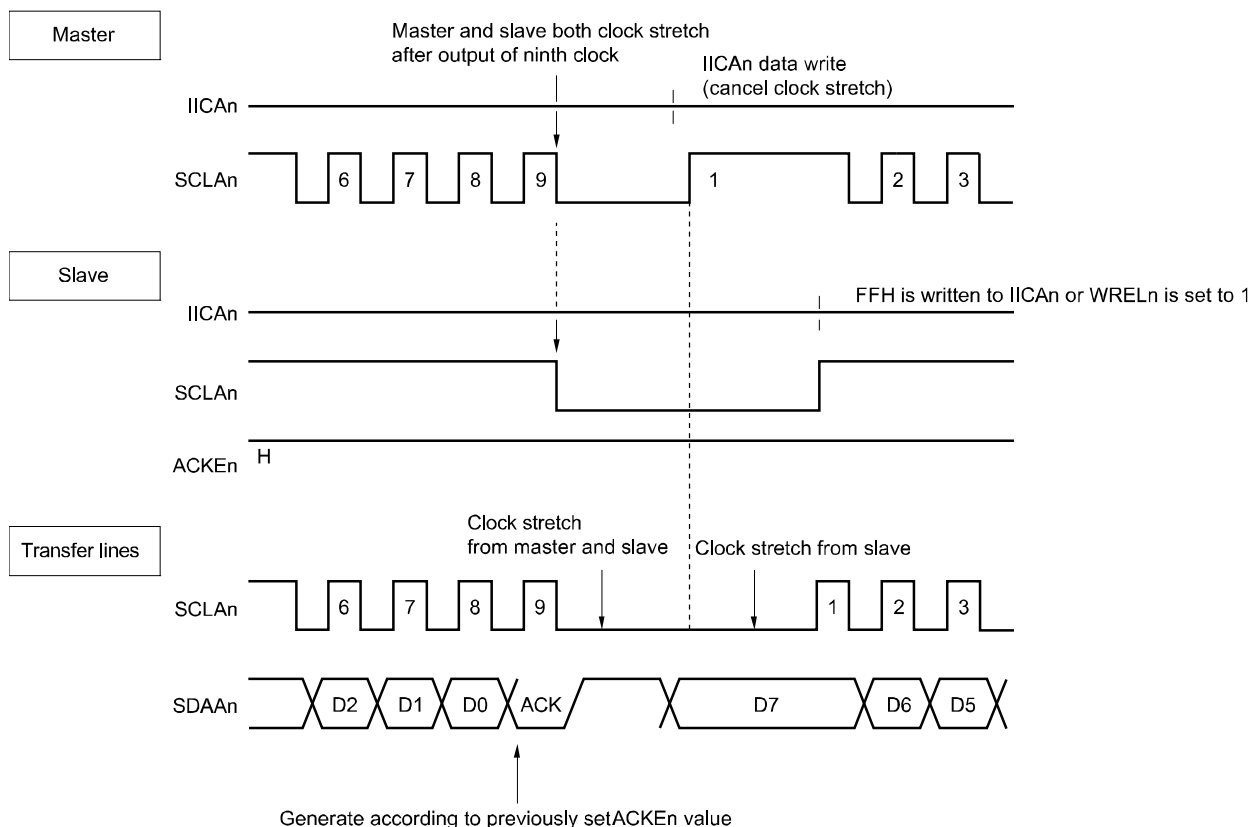 Master
Master and slave both clock stretch
after output of ninth clock
IICAn data write
(cancel clock stretch)
IICAn
SCLAn
6 7 8 9 1 2 3
Slave
FFH is written to IICAn or WRELn is set to 1
IICAn
SCLAn
ACKEn H
Transfer lines
Clock stretch
from master and slave
Clock stretch from slave
SCLAn
6 7 8 9 1 2 3
SDAAn
D2 D1 D0 ACK D7 D6 D5
Generate according to previously setACKEn value